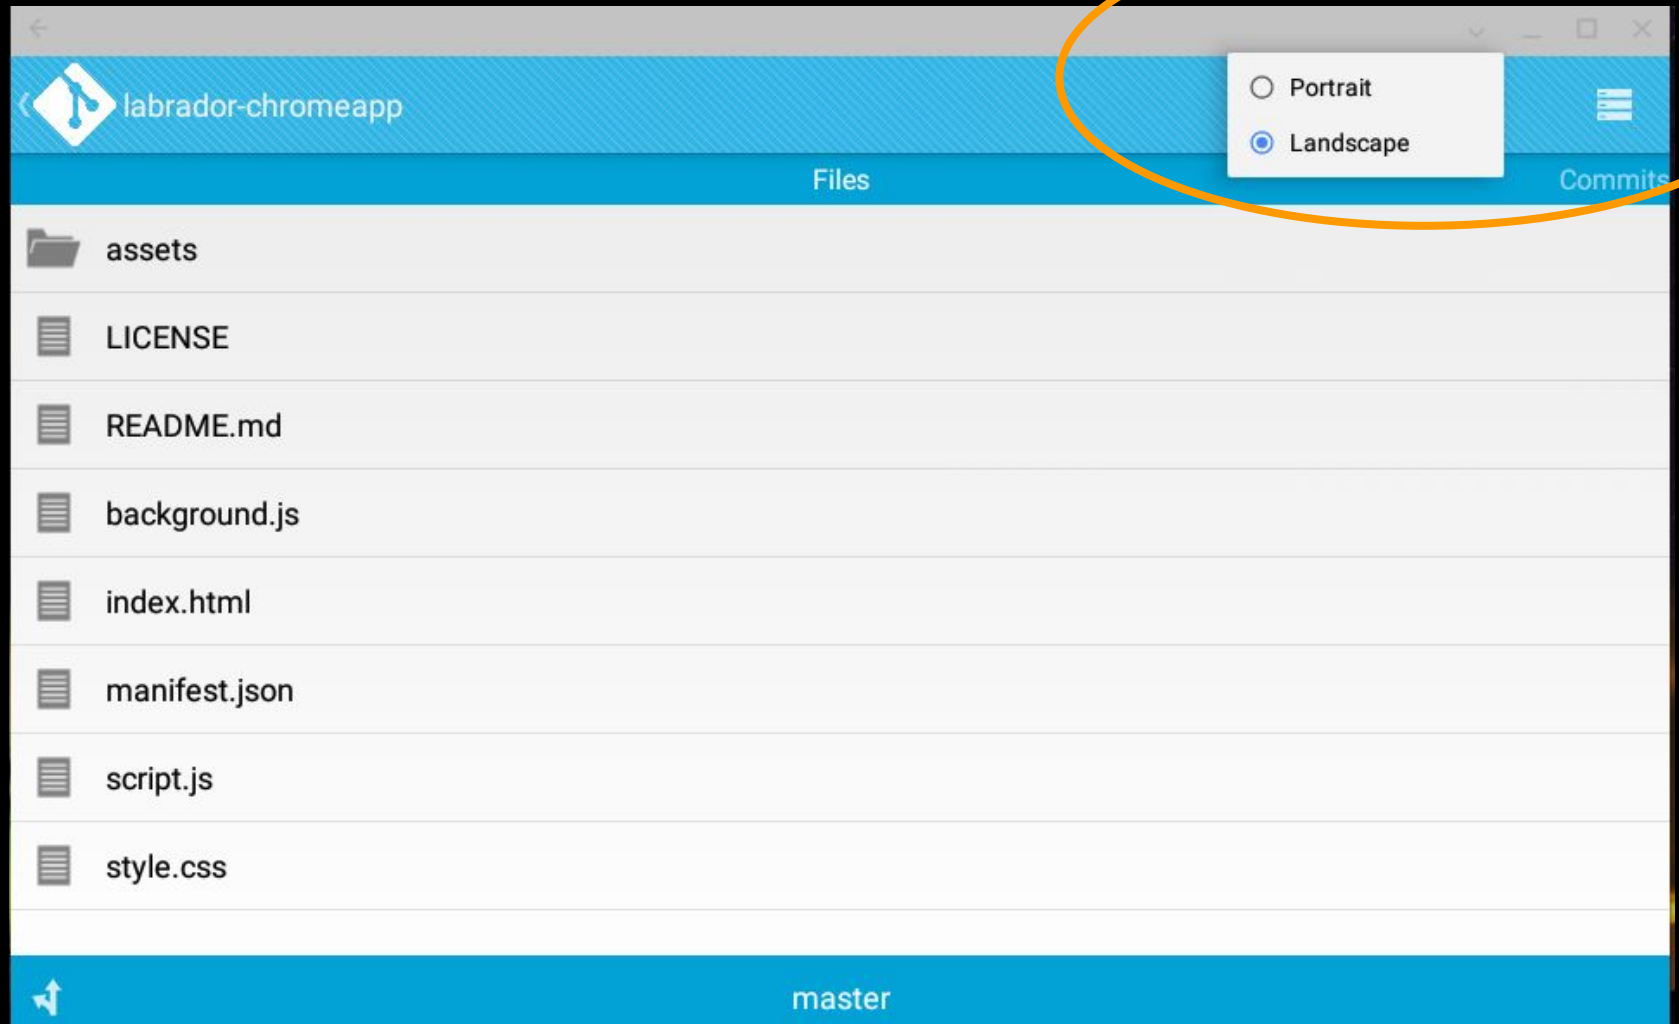 Portrait
labrador-chromeapp
Landscape
Files
Commits
assets
LICENSE
README.md
background.js
index.html
manifest.json
script.js
style.css
master